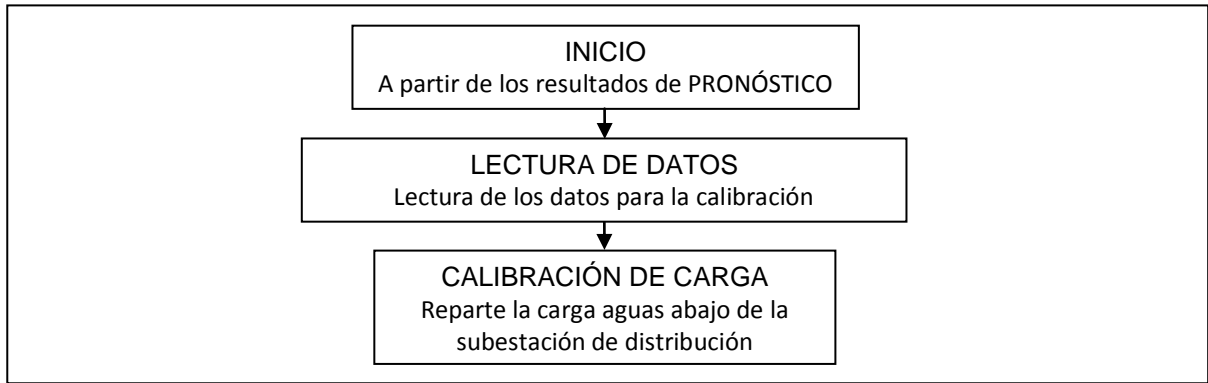 INICIO
A partir de los resultados de PRONÓSTICO
LECTURA DE DATOS
Lectura de los datos para la calibración
CALIBRACIÓN DE CARGA
Reparte la carga aguas abajo de la
subestación de distribución